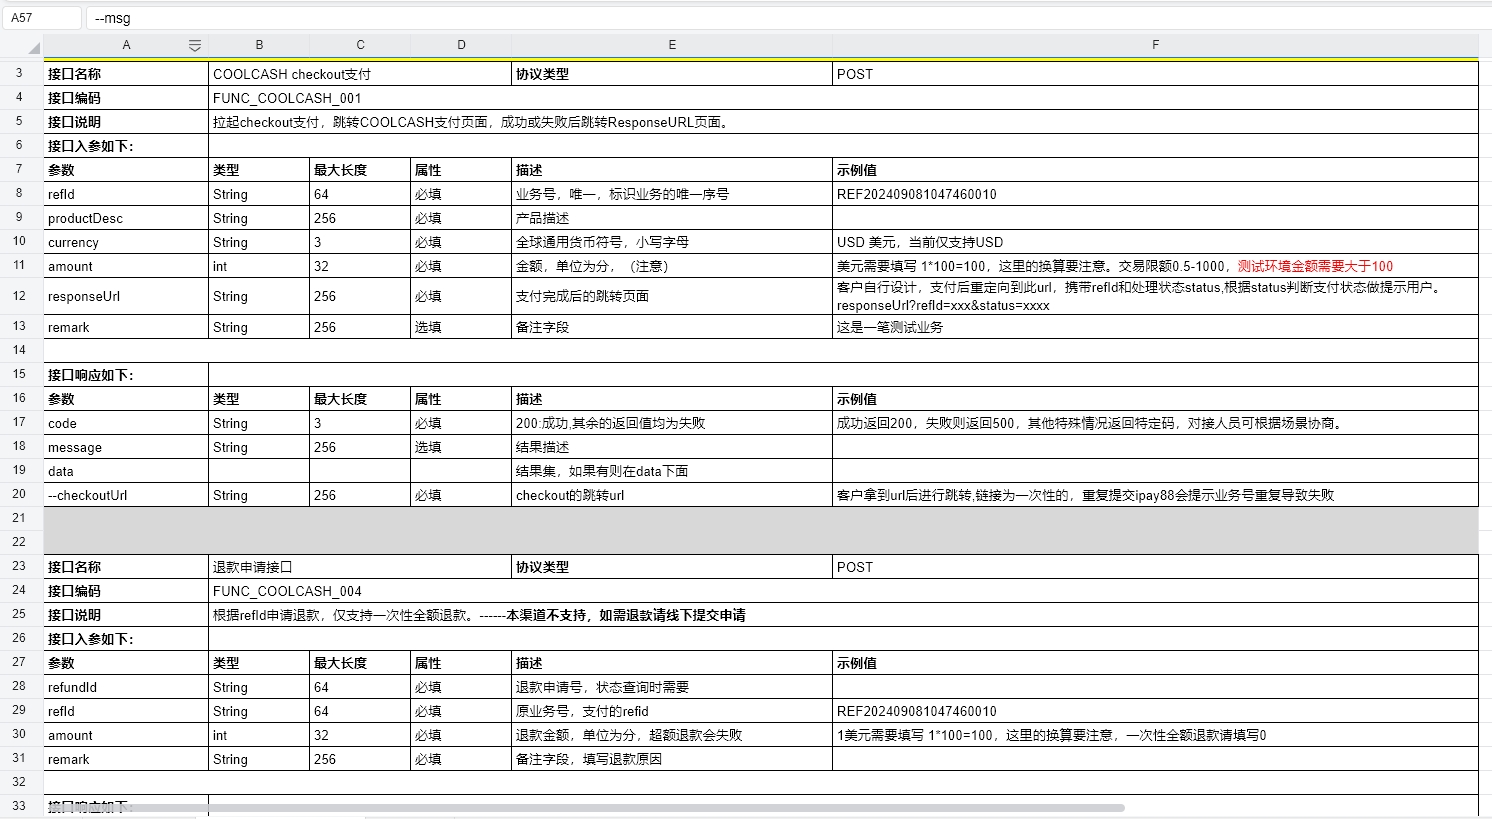 A57 --msg
A B C D E F
3 接口名称 COOLCASH checkout支付 协议类型 POST
4 接口编码 FUNC_COOLCASH_001
5 接口说明 拉起checkout支付，跳转COOLCASH支付页面，成功或失败后跳转ResponseURL页面。
6 接口入参如下：
7 参数 类型 最大长度 属性 描述 示例值
8 refId String 64 必填 业务号，唯一，标识业务的唯一序号 REF202409081047460010
9 productDesc String 256 必填 产品描述
10 currency String 3 必填 全球通用货币符号，小写字母 USD 美元，当前仅支持USD
11 amount int 32 必填 金额，单位为分，（注意） 美元需要填写 1*100=100，这里的换算要注意。交易限额0.5-1000，测试环境金额需要大于100
12 responseUrl String 256 必填 支付完成后的跳转页面 客户自行设计，支付后重定向到此url，携带refId和处理状态status,根据status判断支付状态做提示用户。
responseUrl?refId=xxx&status=xxxx
13 remark String 256 选填 备注字段 这是一笔测试业务
14
15 接口响应如下：
16 参数 类型 最大长度 属性 描述 示例值
17 code String 3 必填 200:成功,其余的返回值均为失败 成功返回200，失败则返回500，其他特殊情况返回特定码，对接人员可根据场景协商。
18 message String 256 选填 结果描述
19 data 结果集，如果有则在data下面
20 --checkoutUrl String 256 必填 checkout的跳转url 客户拿到url后进行跳转,链接为一次性的，重复提交ipay88会提示业务号重复导致失败
21
22
23 接口名称 退款申请接口 协议类型 POST
24 接口编码 FUNC_COOLCASH_004
25 接口说明 根据refId申请退款，仅支持一次性全额退款。------本渠道不支持，如需退款请线下提交申请
26 接口入参如下：
27 参数 类型 最大长度 属性 描述 示例值
28 refundId String 64 必填 退款申请号，状态查询时需要
29 refId String 64 必填 原业务号，支付的refid REF202409081047460010
30 amount int 32 必填 退款金额，单位为分，超额退款会失败 1美元需要填写 1*100=100，这里的换算要注意，一次性全额退款请填写0
31 remark String 256 必填 备注字段，填写退款原因
32
33 接口响应如下：